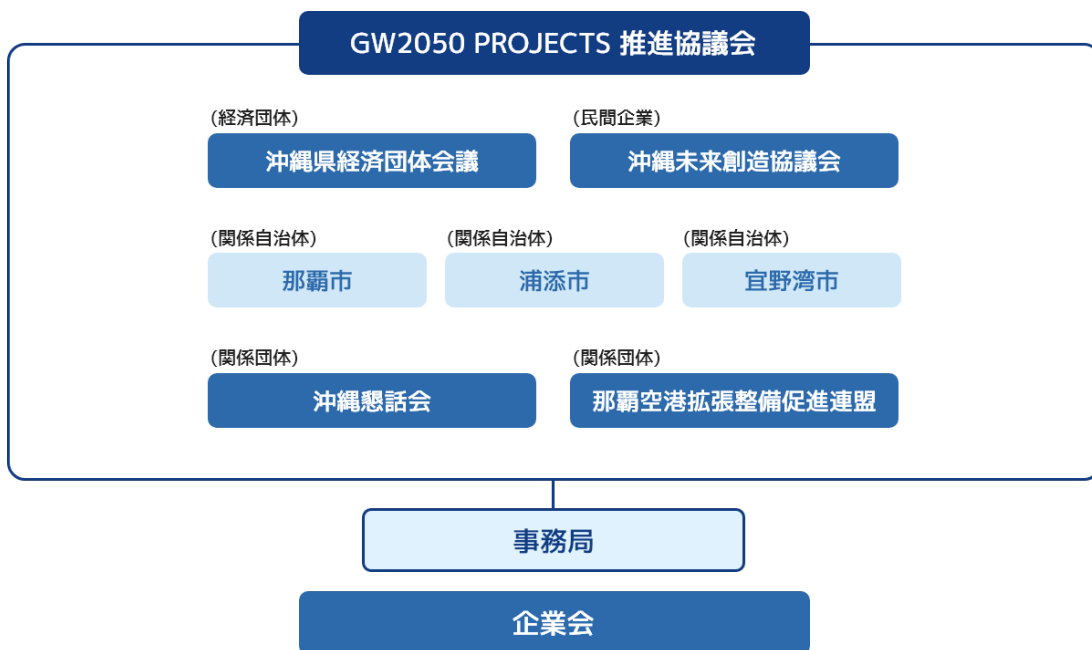 GW2050 PROJECTS 推進協議会
(経済団体)
沖縄県経済団体会議
(民間企業)
沖縄未来創造協議会
(関係自治体)
那覇市
(関係自治体)
浦添市
(関係自治体)
宜野湾市
(関係団体)
沖縄懇話会
(関係団体)
那覇空港拡張整備促進連盟
事務局
企業会